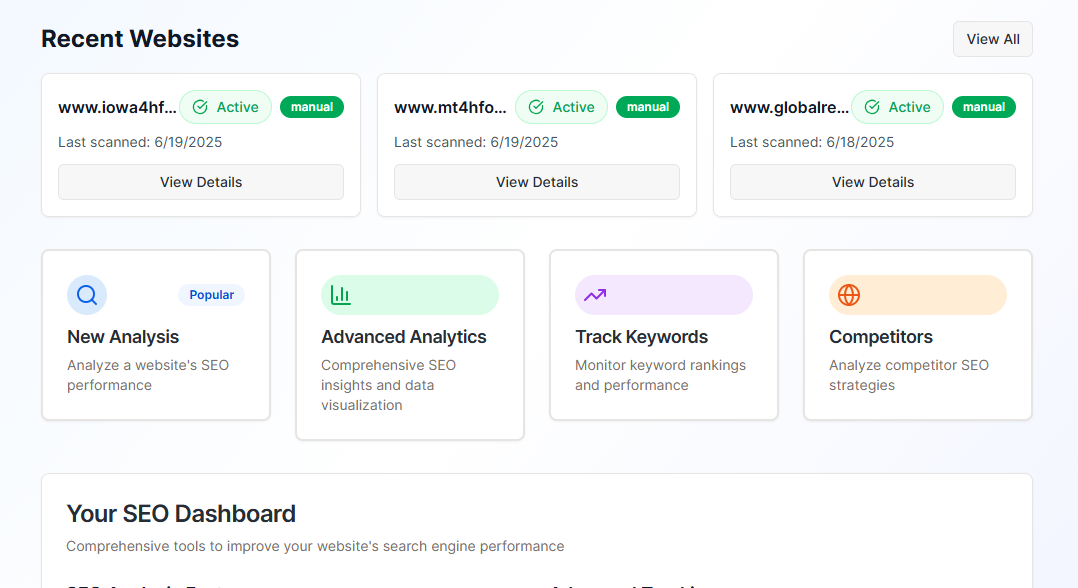 Recent Websites
View All
www.iowa4hf... Active manual
Last scanned: 6/19/2025
View Details
www.mt4hfo... Active manual
Last scanned: 6/19/2025
View Details
www.globalre... Active manual
Last scanned: 6/18/2025
View Details
Popular
New Analysis
Analyze a website's SEO
performance
Advanced Analytics
Comprehensive SEO
insights and data
visualization
Track Keywords
Monitor keyword rankings
and performance
Competitors
Analyze competitor SEO
strategies
Your SEO Dashboard
Comprehensive tools to improve your website's search engine performance